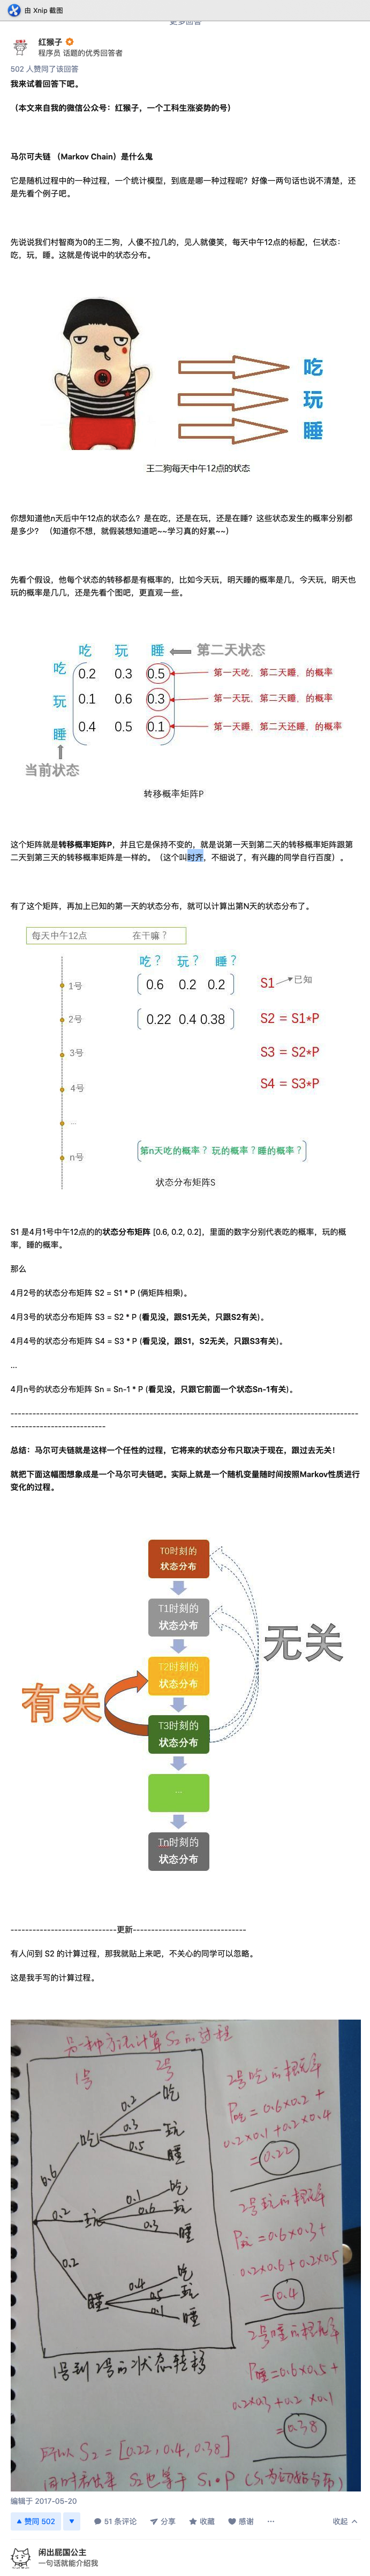 由 Xnip 截图
更多回答
红猴子
程序员 话题的优秀回答者
502 人赞同了该回答
我来试着回答下吧。
（本文来自我的微信公众号：红猴子，一个工科生涨姿势的号）
马尔可夫链 （Markov Chain）是什么鬼
它是随机过程中的一种过程，一个统计模型，到底是哪一种过程呢？好像一两句话也说不清楚，还
是先看个例子吧。
先说说我们村智商为0的王二狗，人傻不拉几的，见人就傻笑，每天中午12点的标配，仨状态：
吃，玩，睡。这就是传说中的状态分布。
吃
玩
睡
王二狗每天中午12点的状态
你想知道他n天后中午12点的状态么？是在吃，还是在玩，还是在睡？这些状态发生的概率分别都
是多少？ （知道你不想，就假装想知道吧~~学习真的好累~~）
先看个假设，他每个状态的转移都是有概率的，比如今天玩，明天睡的概率是几，今天玩，明天也
玩的概率是几几，还是先看个图吧，更直观一些。
吃 玩 睡 第二天状态
吃 0.2 0.3 0.5 第一天吃，第二天睡，的概率
玩 0.1 0.6 0.3 第一天玩，第二天睡，的概率
睡 0.4 0.5 0.1 第一天睡，第二天还睡，的概率
当前状态
转移概率矩阵P
这个矩阵就是转移概率矩阵P，并且它是保持不变的，就是说第一天到第二天的转移概率矩阵跟第
二天到第三天的转移概率矩阵是一样的。（这个叫时齐，不细说了，有兴趣的同学自行百度）。
有了这个矩阵，再加上已知的第一天的状态分布，就可以计算出第N天的状态分布了。
每天中午12点 在干嘛？
吃？ 玩？ 睡？
1号 0.6 0.2 0.2 S1 已知
2号 0.22 0.4 0.38 S2 = S1*P
3号 S3 = S2*P
4号 S4 = S3*P
...
n号 第n天吃的概率？ 玩的概率？睡的概率？
状态分布矩阵S
S1 是4月1号中午12点的的状态分布矩阵 [0.6, 0.2, 0.2]，里面的数字分别代表吃的概率，玩的概
率，睡的概率。
那么
4月2号的状态分布矩阵 S2 = S1 * P (俩矩阵相乘)。
4月3号的状态分布矩阵 S3 = S2 * P (看见没，跟S1无关，只跟S2有关)。
4月4号的状态分布矩阵 S4 = S3 * P (看见没，跟S1，S2无关，只跟S3有关)。
...
4月n号的状态分布矩阵 Sn = Sn-1 * P (看见没，只跟它前面一个状态Sn-1有关)。
总结：马尔可夫链就是这样一个任性的过程，它将来的状态分布只取决于现在，跟过去无关！
就把下面这幅图想象成是一个马尔可夫链吧。实际上就是一个随机变量随时间按照Markov性质进行
变化的过程。
T0时刻的
状态分布
T1时刻的
状态分布
无关
T2时刻的
状态分布
有关
T3时刻的
状态分布
...
Tn时刻的
状态分布
-----------------------------更新-------------------------------
有人问到 S2 的计算过程，那我就贴上来吧，不关心的同学可以忽略。
这是我手写的计算过程。
另一种方法计算S2的过程
1号 2号
0.6 吃 0.2 吃
0.3 玩
0.5 睡
0.2 玩 0.1 吃
0.6 玩
0.3 睡
0.2 睡 0.4 吃
0.5 玩
0.1 睡
1号到2号的状态转移
2号吃的概率
P吃 = 0.6×0.2 +
0.2×0.1 + 0.2×0.4
= 0.22
2号玩的概率
P玩 = 0.6×0.3 +
0.2×0.6 + 0.2×0.5
= 0.4
2号睡的概率
P睡 = 0.6×0.5 +
0.2×0.3 + 0.2×0.1
= 0.38
所以 S2 = [0.22, 0.4, 0.38]
同时看出来 S2也等于 S1·P (S1为初始分布)
编辑于 2017-05-20
赞同 502
51 条评论
分享
收藏
感谢
收起
闲出屁国公主
一句话就能介绍我